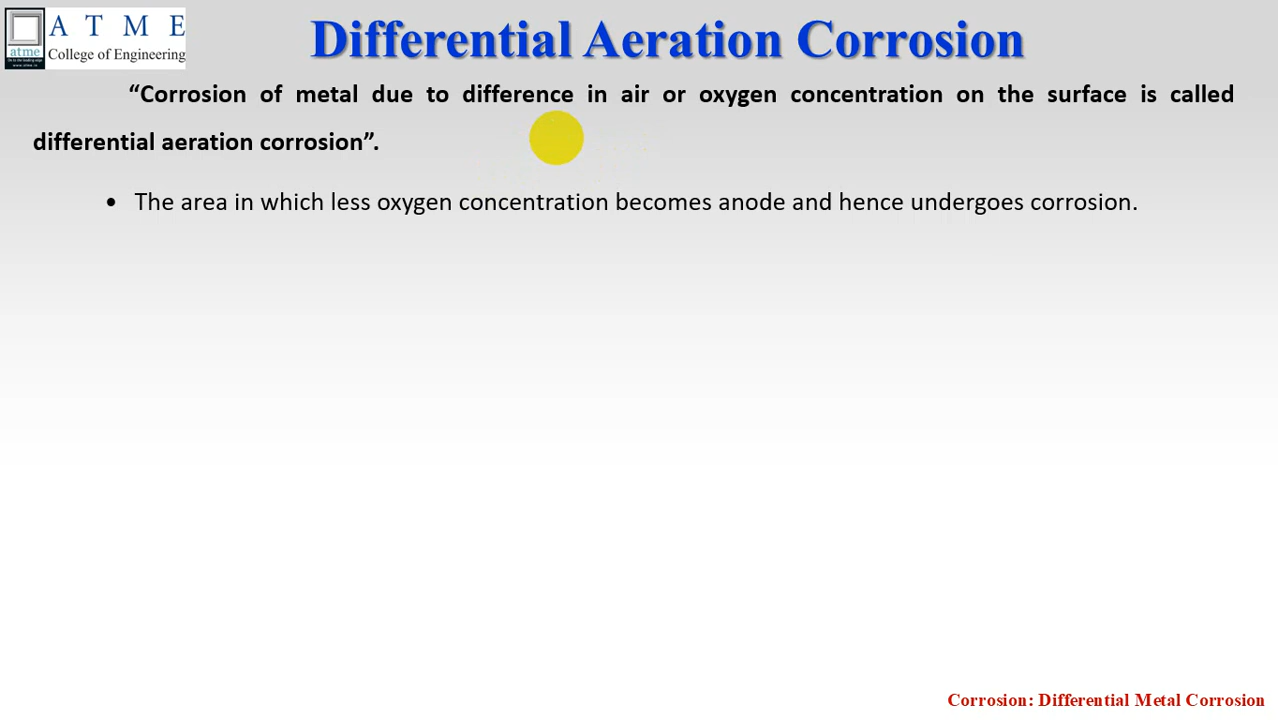 A T M E
College of Engineering
atme
Differential Aeration Corrosion
“Corrosion of metal due to difference in air or oxygen concentration on the surface is called
differential aeration corrosion”.
• The area in which less oxygen concentration becomes anode and hence undergoes corrosion.
Corrosion: Differential Metal Corrosion